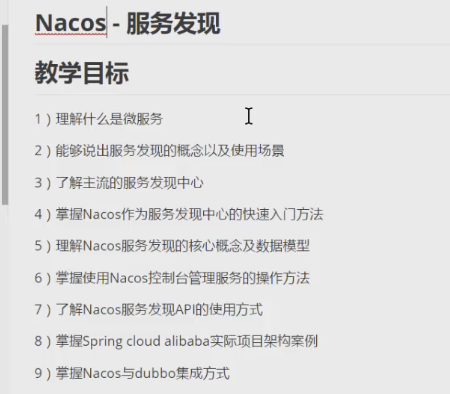 Nacos - 服务发现
教学目标
1）理解什么是微服务
2）能够说出服务发现的概念以及使用场景
3）了解主流的服务发现中心
4）掌握Nacos作为服务发现中心的快速入门方法
5）理解Nacos服务发现的核心概念及数据模型
6）掌握使用Nacos控制台管理服务的操作方法
7）了解Nacos服务发现API的使用方式
8）掌握Spring cloud alibaba实际项目架构案例
9）掌握Nacos与dubbo集成方式